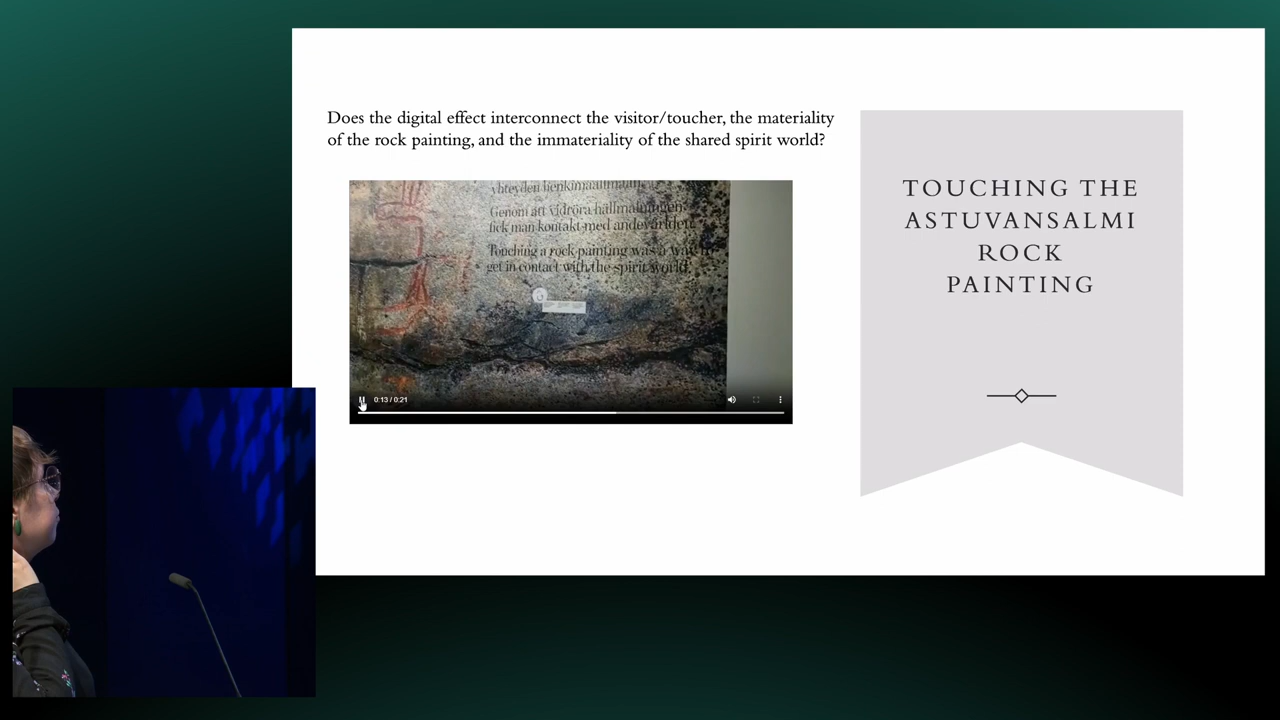 Does the digital effect interconnect the visitor/toucher, the materiality
of the rock painting, and the immateriality of the shared spirit world?
yhteyden henkimaailmaan.
Genom att vidröra hällmålningen
fick man kontakt med andevärlden.
Touching a rock painting was a way to
get in contact with the spirit world.
0:13 / 0:21
TOUCHING THE
ASTUVANSALMI
ROCK
PAINTING